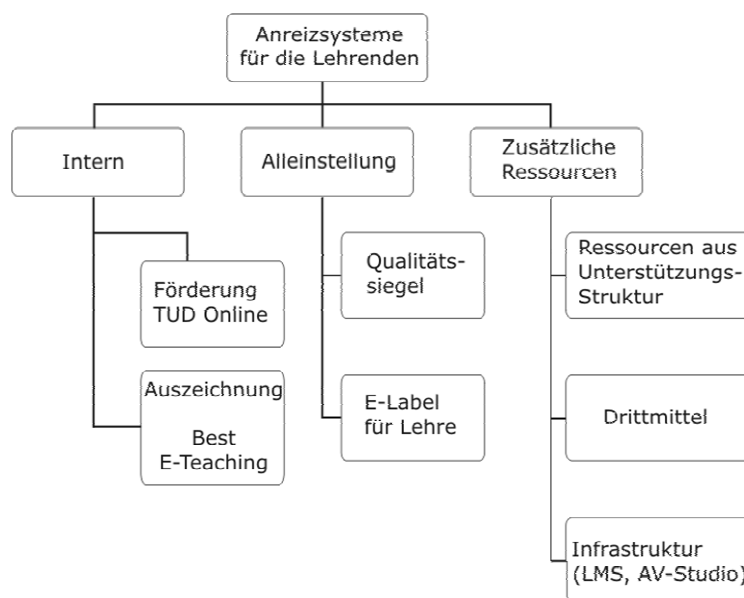 Anreizsysteme
für die Lehrenden
Intern
Alleinstellung
Zusätzliche
Ressourcen
Förderung
TUD Online
Auszeichnung
Best
E-Teaching
Qualitäts-
siegel
E-Label
für Lehre
Ressourcen aus
Unterstützungs-
Struktur
Drittmittel
Infrastruktur
(LMS, AV-Studio)